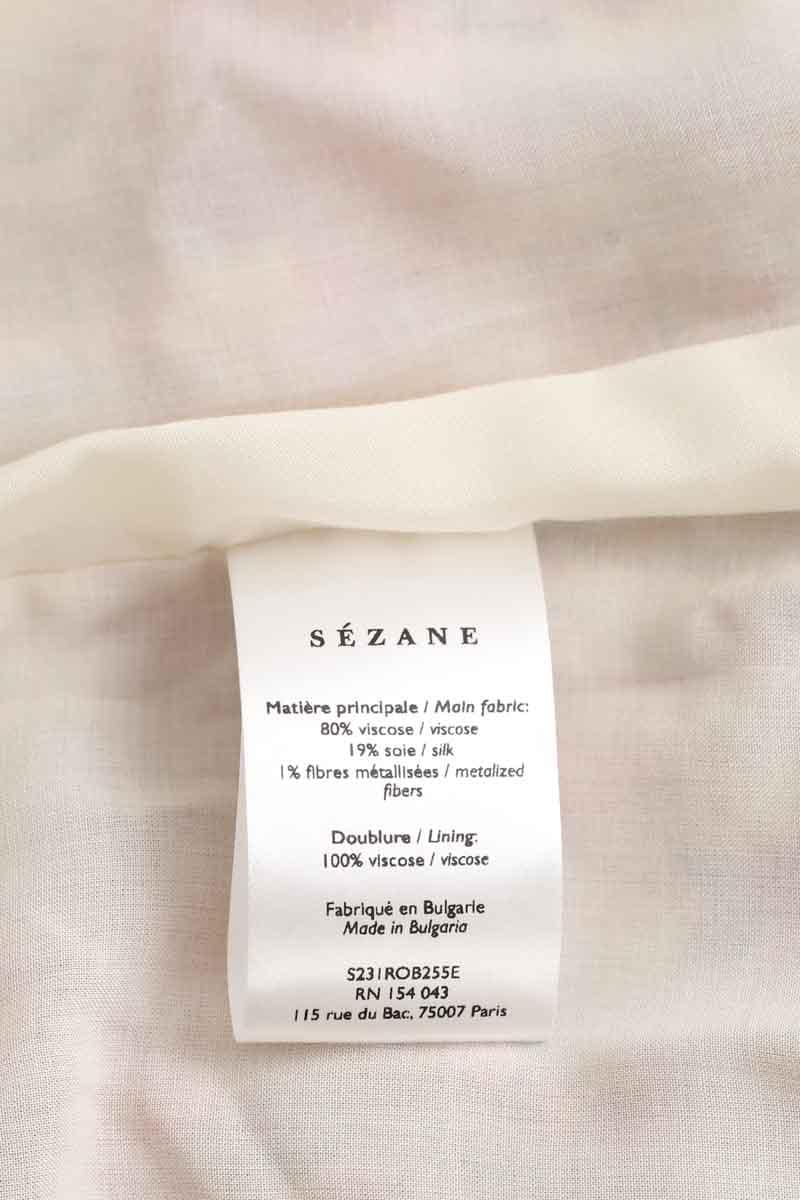 SÉZANE
Matière principale / Main fabric:
80% viscose / viscose
19% soie / silk
1% fibres métallisées / metalized
fibers
Doublure / Lining:
100% viscose / viscose
Fabriqué en Bulgarie
Made in Bulgaria
S231ROB255E
RN 154 043
115 rue du Bac, 75007 Paris